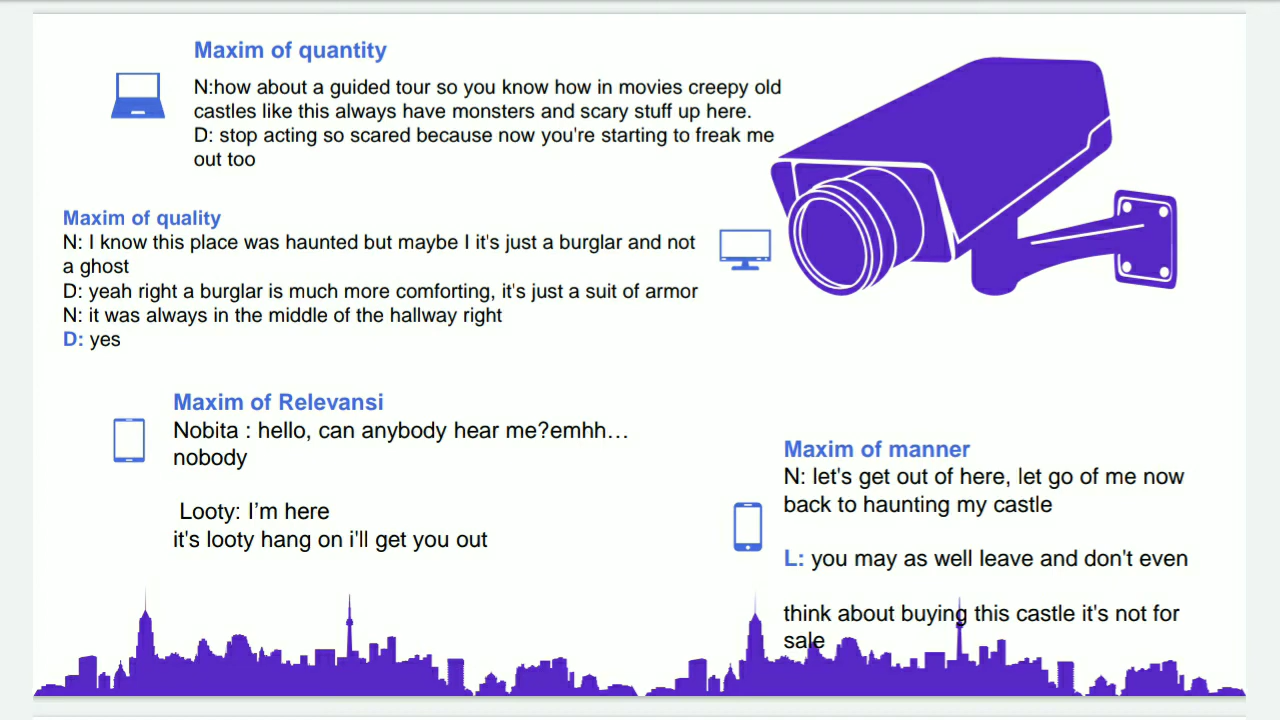 Maxim of quantity
N:how about a guided tour so you know how in movies creepy old
castles like this always have monsters and scary stuff up here.
D: stop acting so scared because now you're starting to freak me
out too
Maxim of quality
N: I know this place was haunted but maybe I it's just a burglar and not
a ghost
D: yeah right a burglar is much more comforting, it's just a suit of armor
N: it was always in the middle of the hallway right
D: yes
Maxim of Relevansi
Nobita : hello, can anybody hear me?emhh…
nobody
Looty: I’m here
it's looty hang on i'll get you out
Maxim of manner
N: let's get out of here, let go of me now
back to haunting my castle
L: you may as well leave and don't even
think about buying this castle it's not for
sale